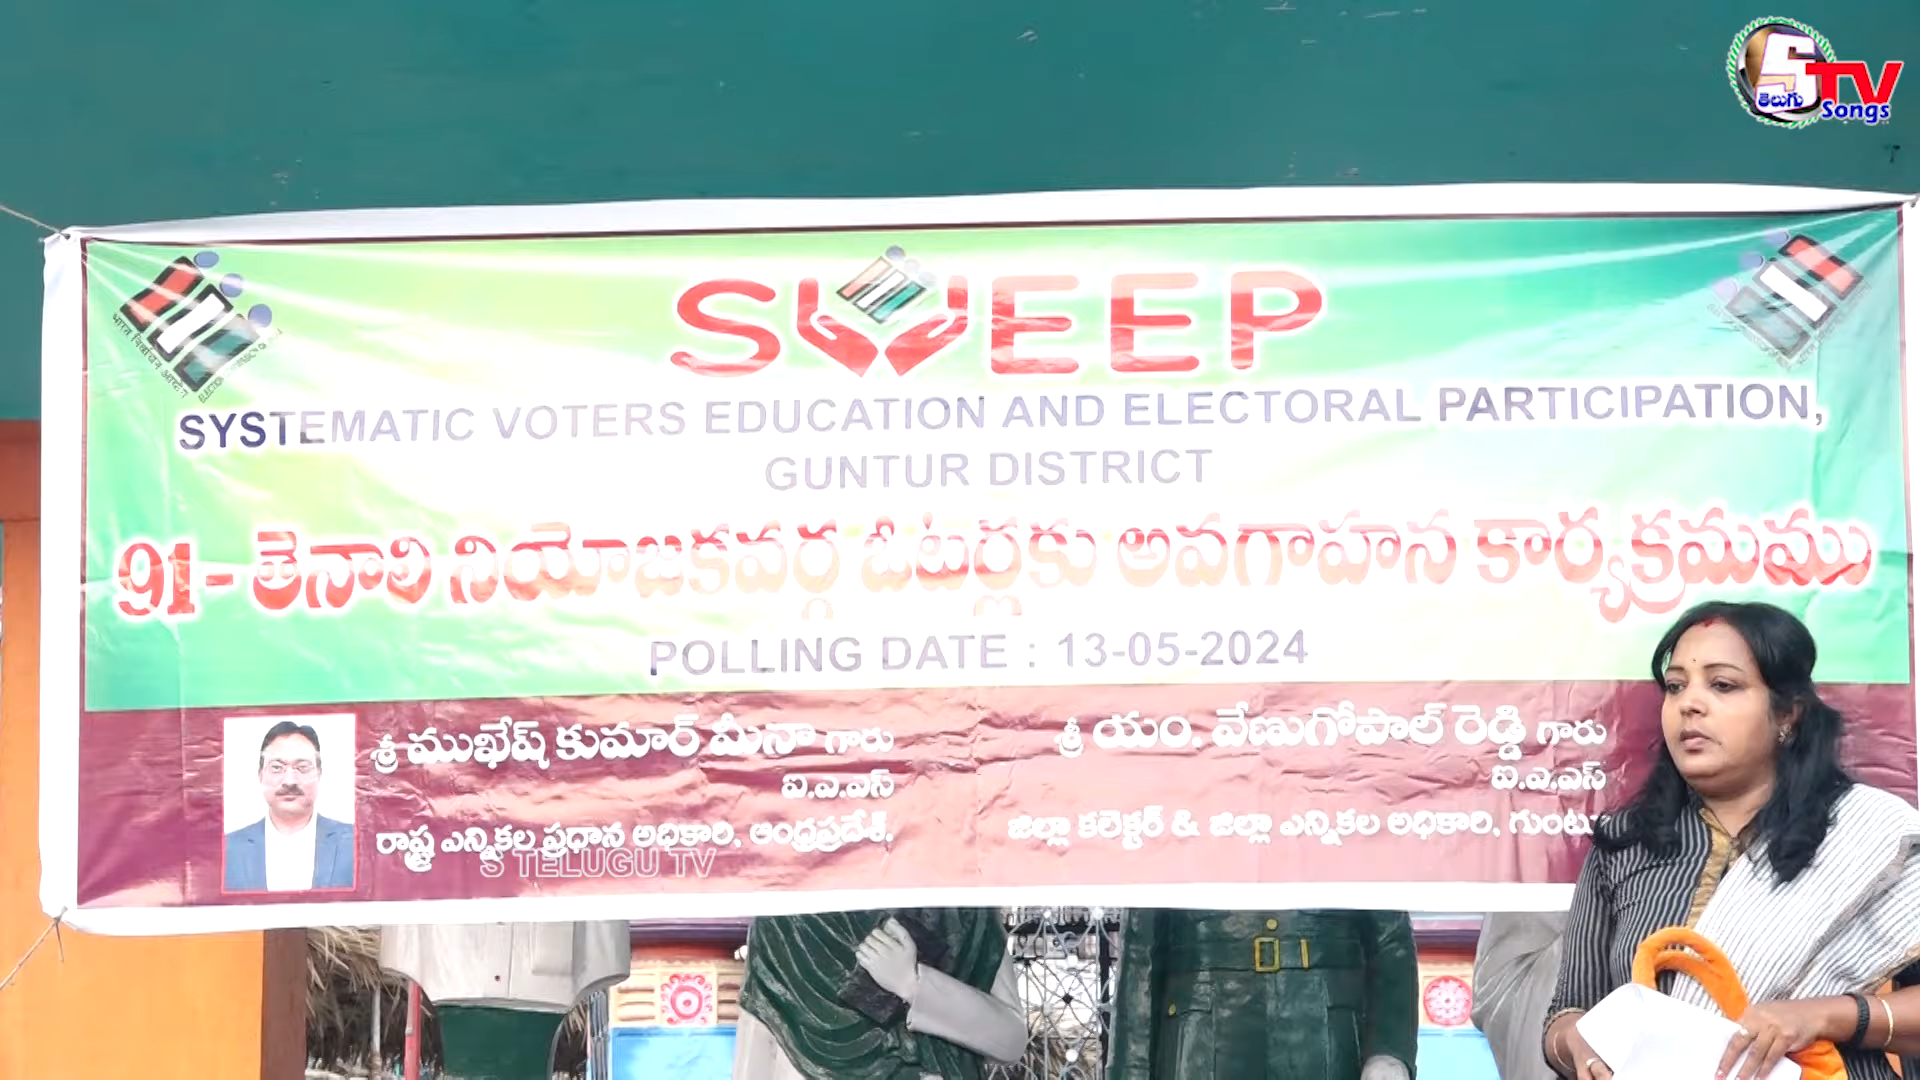 S TV
తెలుగు Songs
SWEEP
SYSTEMATIC VOTERS EDUCATION AND ELECTORAL PARTICIPATION,
GUNTUR DISTRICT
91- తెనాలి నియోజకవర్గ ఓటర్లకు అవగాహన కార్యక్రమము
POLLING DATE : 13-05-2024
శ్రీ ముఖేష్ కుమార్ మీనా గారు
ఐ.ఎ.ఎస్
రాష్ట్ర ఎన్నికల ప్రధాన అధికారి, ఆంధ్రప్రదేశ్.
శ్రీ యం. వేణుగోపాల్ రెడ్డి గారు
ఐ.ఎ.ఎస్
జిల్లా కలెక్టర్ & జిల్లా ఎన్నికల అధికారి, గుంటూ
S TELUGU TV